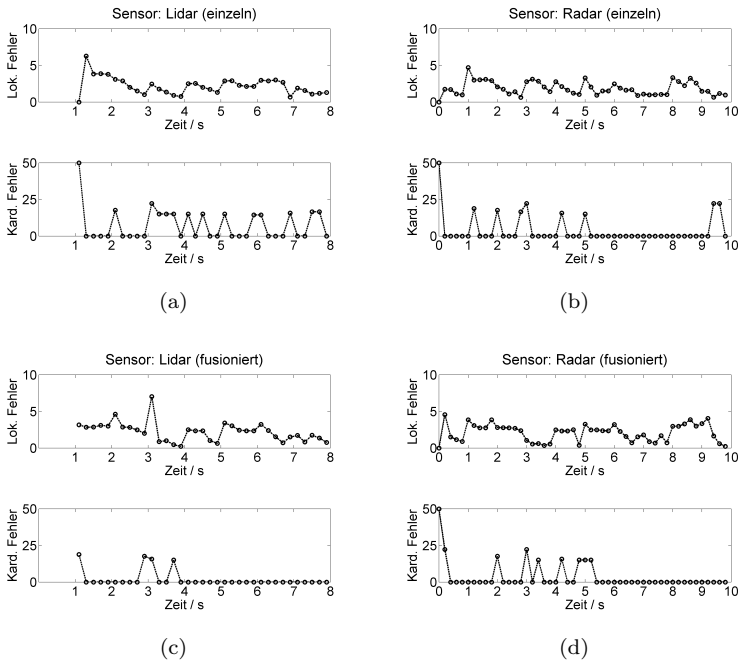 Sensor: Lidar (einzeln)
Lok. Fehler
10
5
0
1 2 3 4 5 6 7 8
Zeit / s
Kard. Fehler
50
25
0
1 2 3 4 5 6 7 8
Zeit / s
(a)
Sensor: Radar (einzeln)
Lok. Fehler
10
5
0
0 1 2 3 4 5 6 7 8 9 10
Zeit / s
Kard. Fehler
50
25
0
0 1 2 3 4 5 6 7 8 9 10
Zeit / s
(b)
Sensor: Lidar (fusioniert)
Lok. Fehler
10
5
0
1 2 3 4 5 6 7 8
Zeit / s
Kard. Fehler
50
25
0
1 2 3 4 5 6 7 8
Zeit / s
(c)
Sensor: Radar (fusioniert)
Lok. Fehler
10
5
0
0 1 2 3 4 5 6 7 8 9 10
Zeit / s
Kard. Fehler
50
25
0
0 1 2 3 4 5 6 7 8 9 10
Zeit / s
(d)